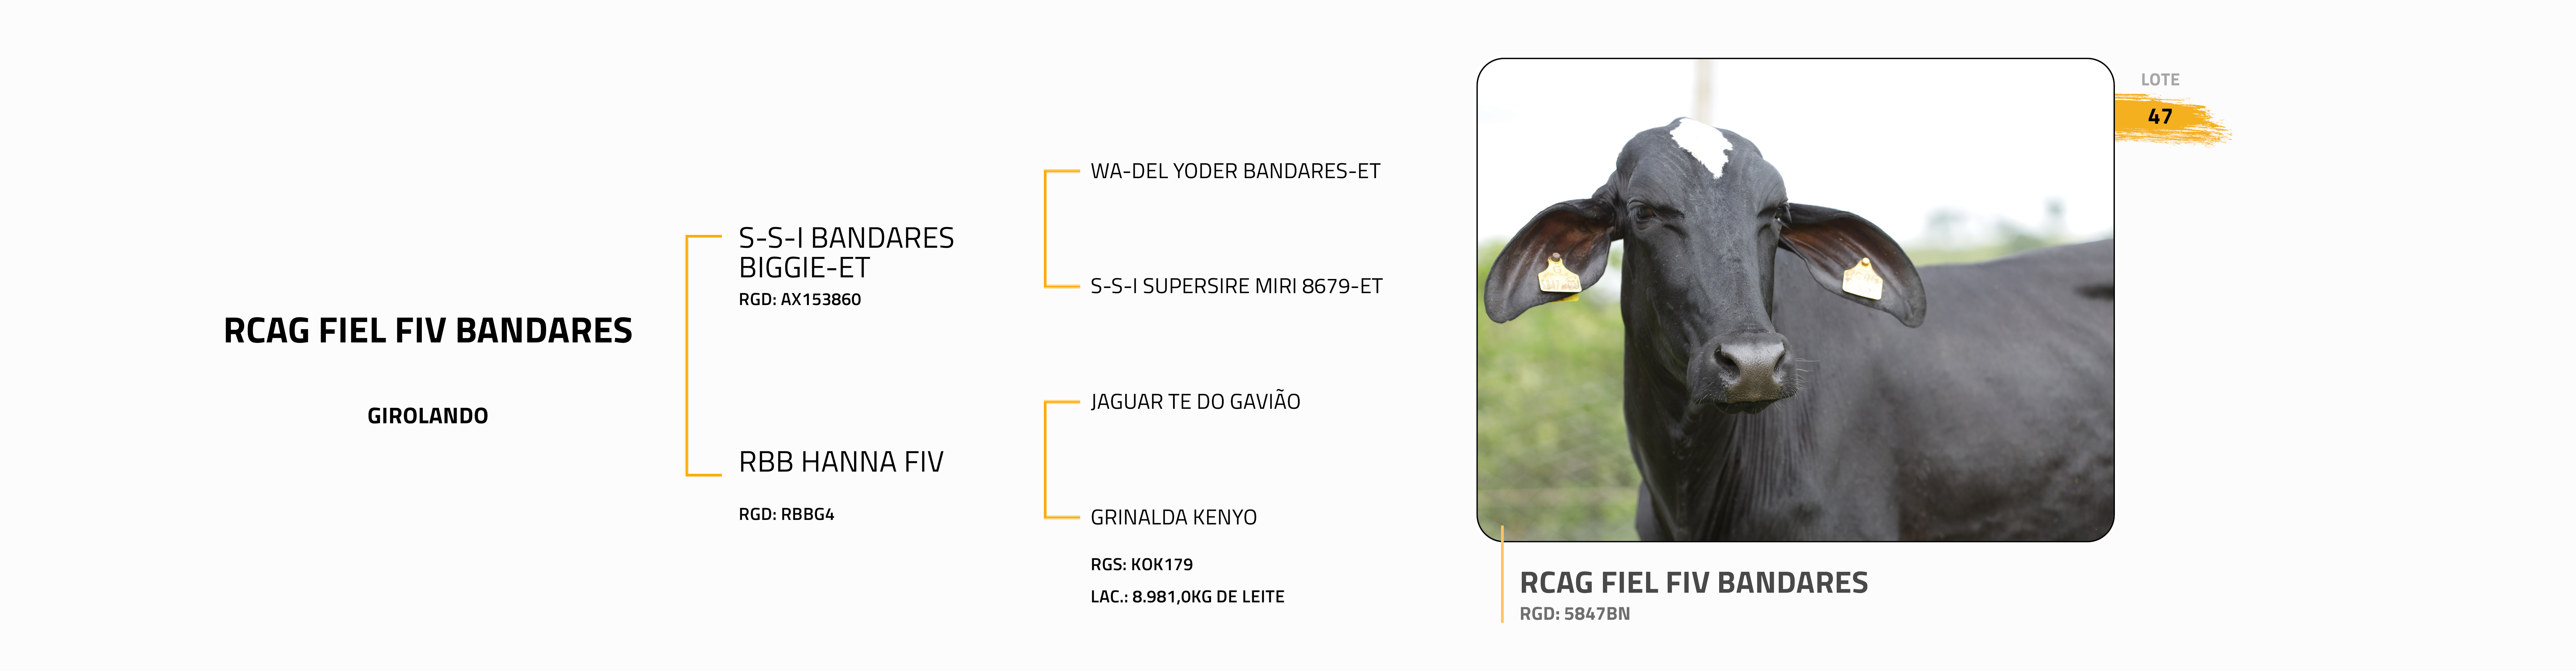 RCAG FIEL FIV BANDARES
GIROLANDO
S-S-I BANDARES
BIGGIE-ET
RGD: AX153860
RBB HANNA FIV
RGD: RBBG4
WA-DEL YODER BANDARES-ET
S-S-I SUPERSIRE MIRI 8679-ET
JAGUAR TE DO GAVIÃO
GRINALDA KENYO
RGS: KOK179
LAC.: 8.981,0KG DE LEITE
LOTE
47
RCAG FIEL FIV BANDARES
RGD: 5847BN